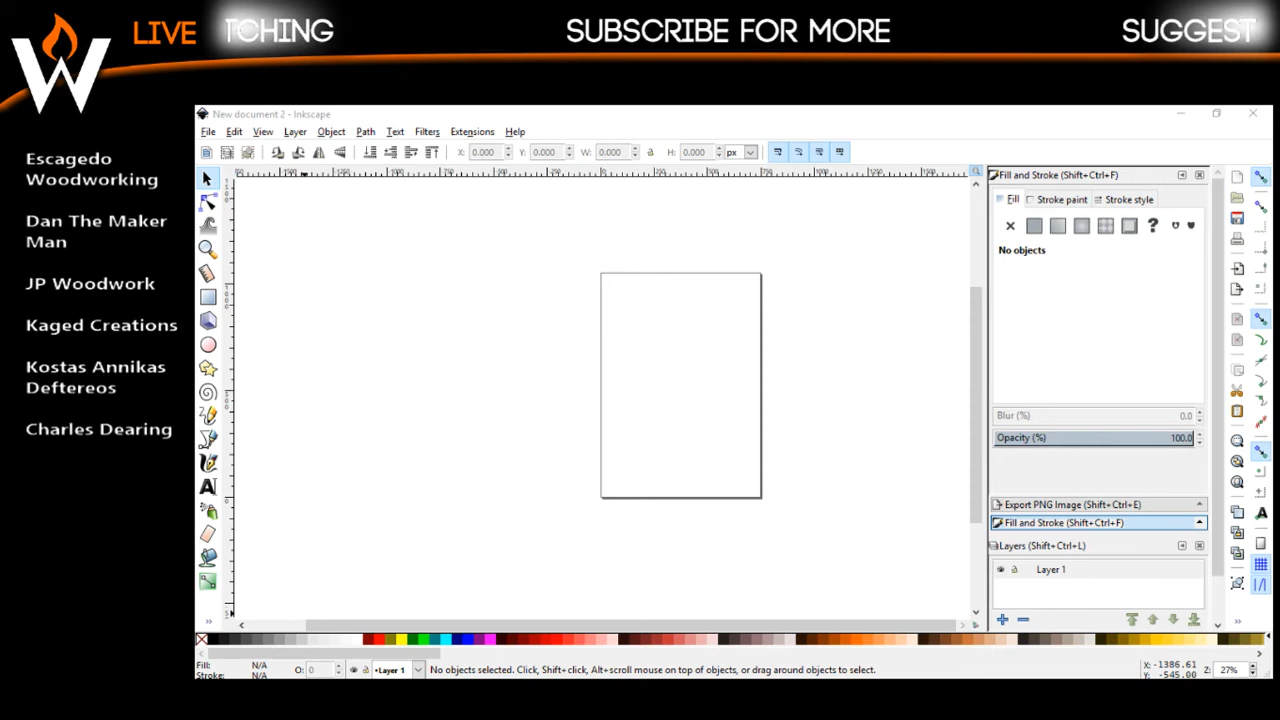 LIVE TCHING SUBSCRIBE FOR MORE SUGGEST
W
Escagedo
Woodworking
Dan The Maker
Man
JP Woodwork
Kaged Creations
Kostas Annikas
Deftereos
Charles Dearing
New document 2 - Inkscape
File Edit View Layer Object Path Text Filters Extensions Help
X: 0.000 Y: 0.000 W: 0.000 H: 0.000 px
Fill and Stroke (Shift+Ctrl+F)
Fill Stroke paint Stroke style
No objects
Blur (%) 0.0
Opacity (%) 100.0
Export PNG Image (Shift+Ctrl+E)
Fill and Stroke (Shift+Ctrl+F)
Layers (Shift+Ctrl+L)
Layer 1
Fill: N/A
Stroke: N/A
O: 0
•Layer 1
No objects selected. Click, Shift+click, Alt+scroll mouse on top of objects, or drag around objects to select.
X: -1386.61
Y: -545.00
Z: 27%